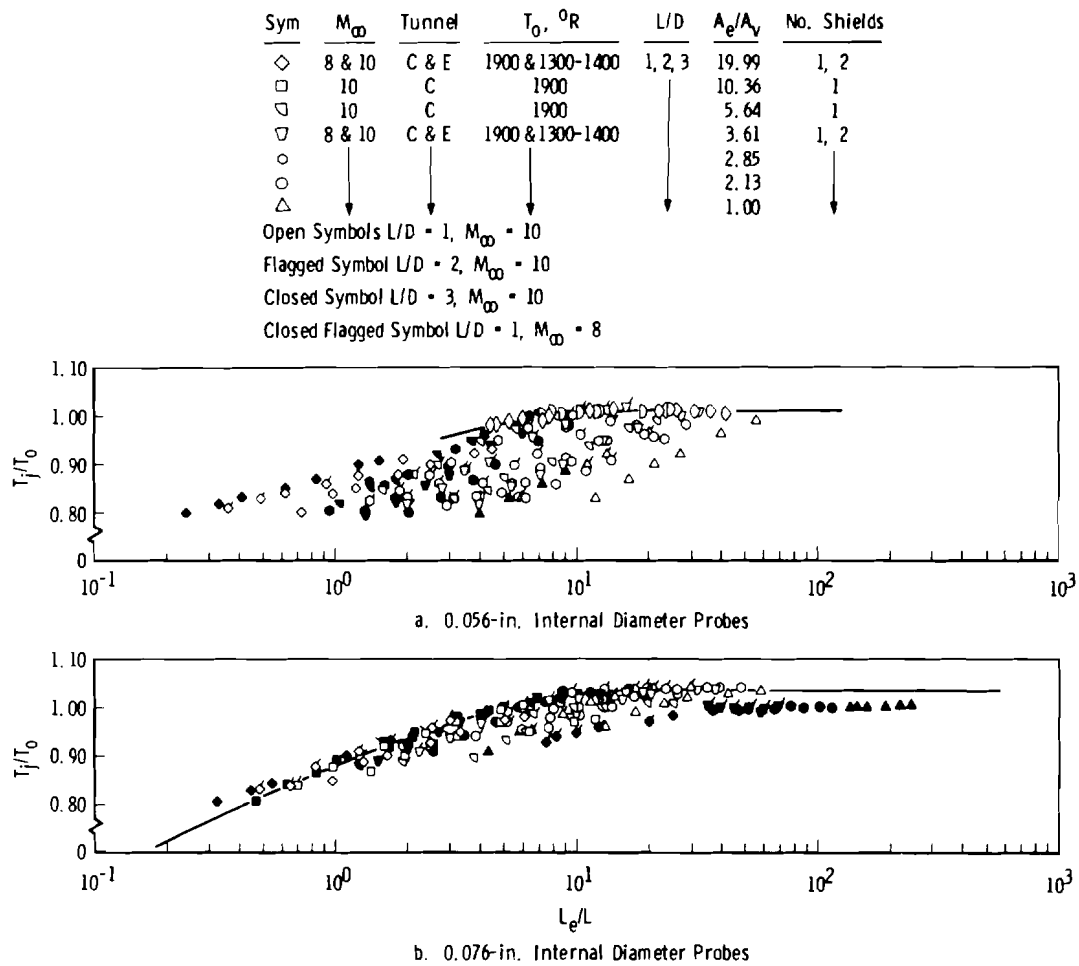 Sym M∞ Tunnel T₀, °R L/D Aₑ/Aᵥ No. Shields
◇ 8 & 10 C & E 1900 & 1300-1400 1, 2, 3 19.99 1, 2
□ 10 C 1900 10.36 1
10 C 1900 5.64 1
8 & 10 C & E 1900 & 1300-1400 3.61 1, 2
2.85
○ 2.13
△ 1.00
Open Symbols L/D = 1, M∞ = 10
Flagged Symbol L/D = 2, M∞ = 10
Closed Symbol L/D = 3, M∞ = 10
Closed Flagged Symbol L/D = 1, M∞ = 8
1.10
1.00
0.90
0.80
0
Tj/T₀
10⁻¹ 10⁰ 10¹ 10² 10³
a. 0.056-in. Internal Diameter Probes
1.10
1.00
0.90
0.80
0
Tj/T₀
10⁻¹ 10⁰ 10¹ 10² 10³
Lₑ/L
b. 0.076-in. Internal Diameter Probes